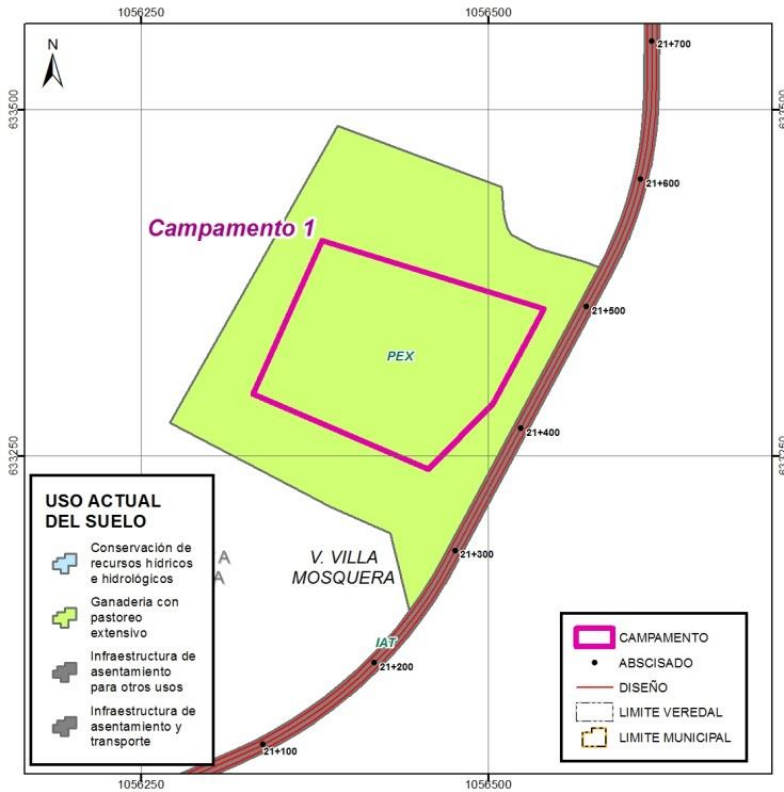 1056250
1056500
N
21+700
633500
633500
21+600
Campamento 1
21+500
PEX
21+400
633250
633250
USO ACTUAL
DEL SUELO
Conservación de
recursos hídricos
e hidrológicos
Ganaderia con
pastoreo
extensivo
Infraestructura de
asentamiento
para otros usos
Infraestructura de
asentamiento y
transporte
A
A
V. VILLA
MOSQUERA
21+300
IAT
21+200
21+100
CAMPAMENTO
ABSCISADO
DISEÑO
LIMITE VEREDAL
LIMITE MUNICIPAL
1056250
1056500